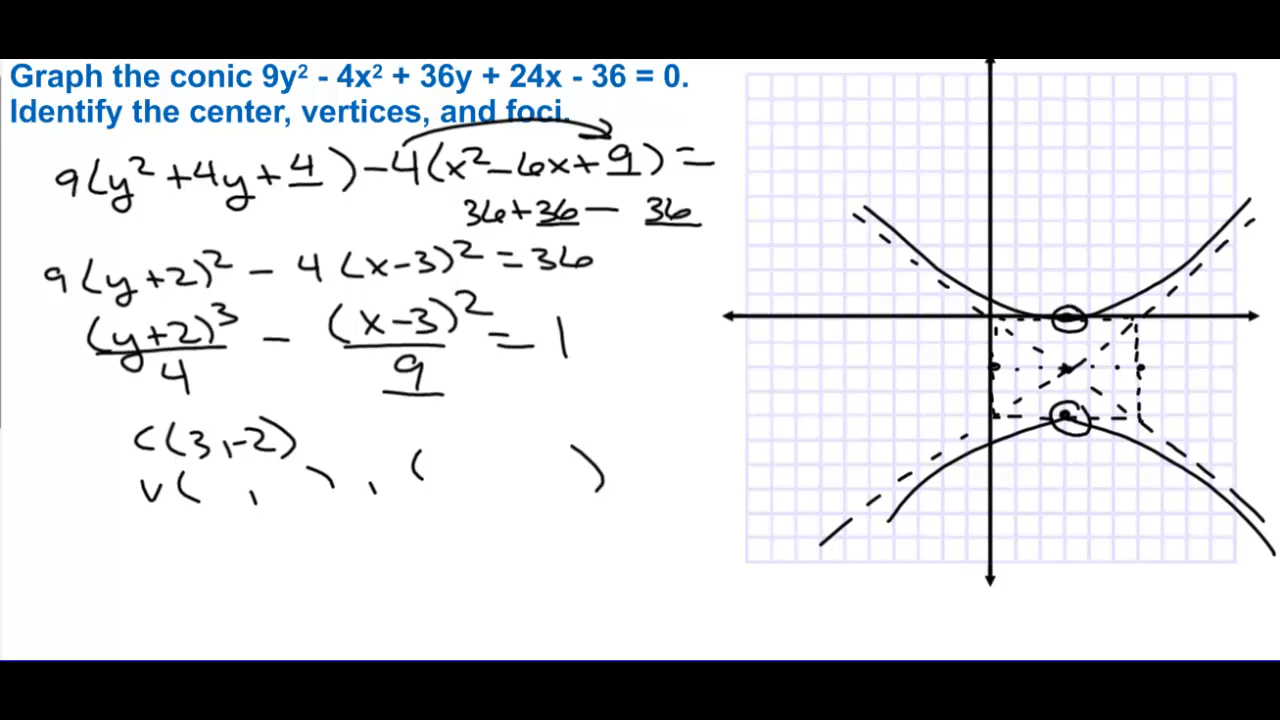 Graph the conic 9y² - 4x² + 36y + 24x - 36 = 0.
Identify the center, vertices, and foci.
9(y² + 4y + 4) - 4(x² - 6x + 9) =
36 + 36 - 36
9(y+2)² - 4(x-3)² = 36
(y+2)³/4 - (x-3)²/9 = 1
C(3,-2)
V( , ), ( )